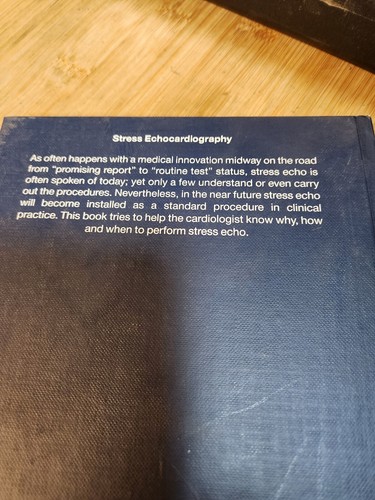 Stress Echocardiography
As often happens with a medical innovation midway on the road
from "promising report" to "routine test" status, stress echo is
often spoken of today; yet only a few understand or even carry
out the procedures. Nevertheless, in the near future stress echo
will become installed as a standard procedure in clinical
practice. This book tries to help the cardiologist know why, how
and when to perform stress echo.